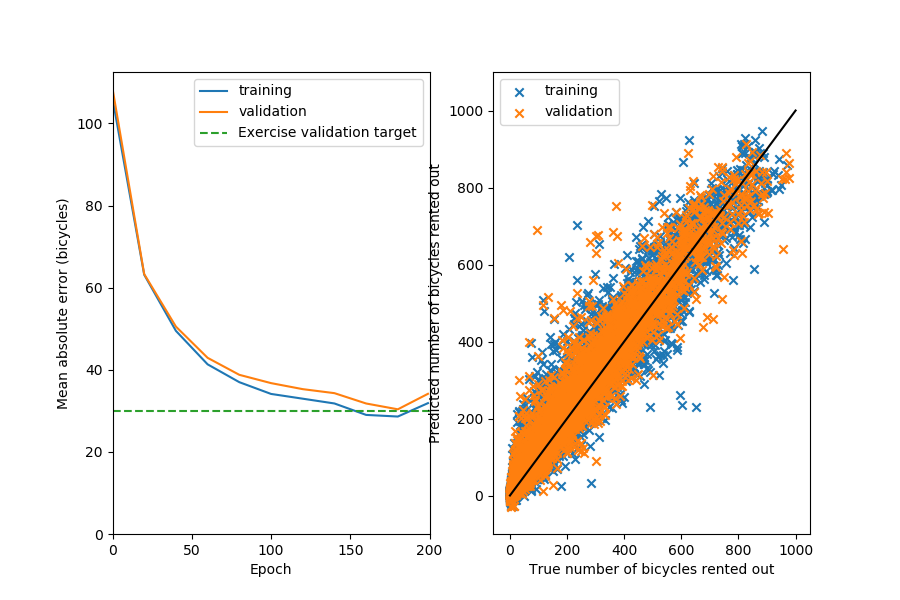 training
validation
Exercise validation target
100
80
60
40
20
0
Mean absolute error (bicycles)
0
50
100
150
200
Epoch
training
validation
1000
800
600
400
200
0
Predicted number of bicycles rented out
0
200
400
600
800
1000
True number of bicycles rented out